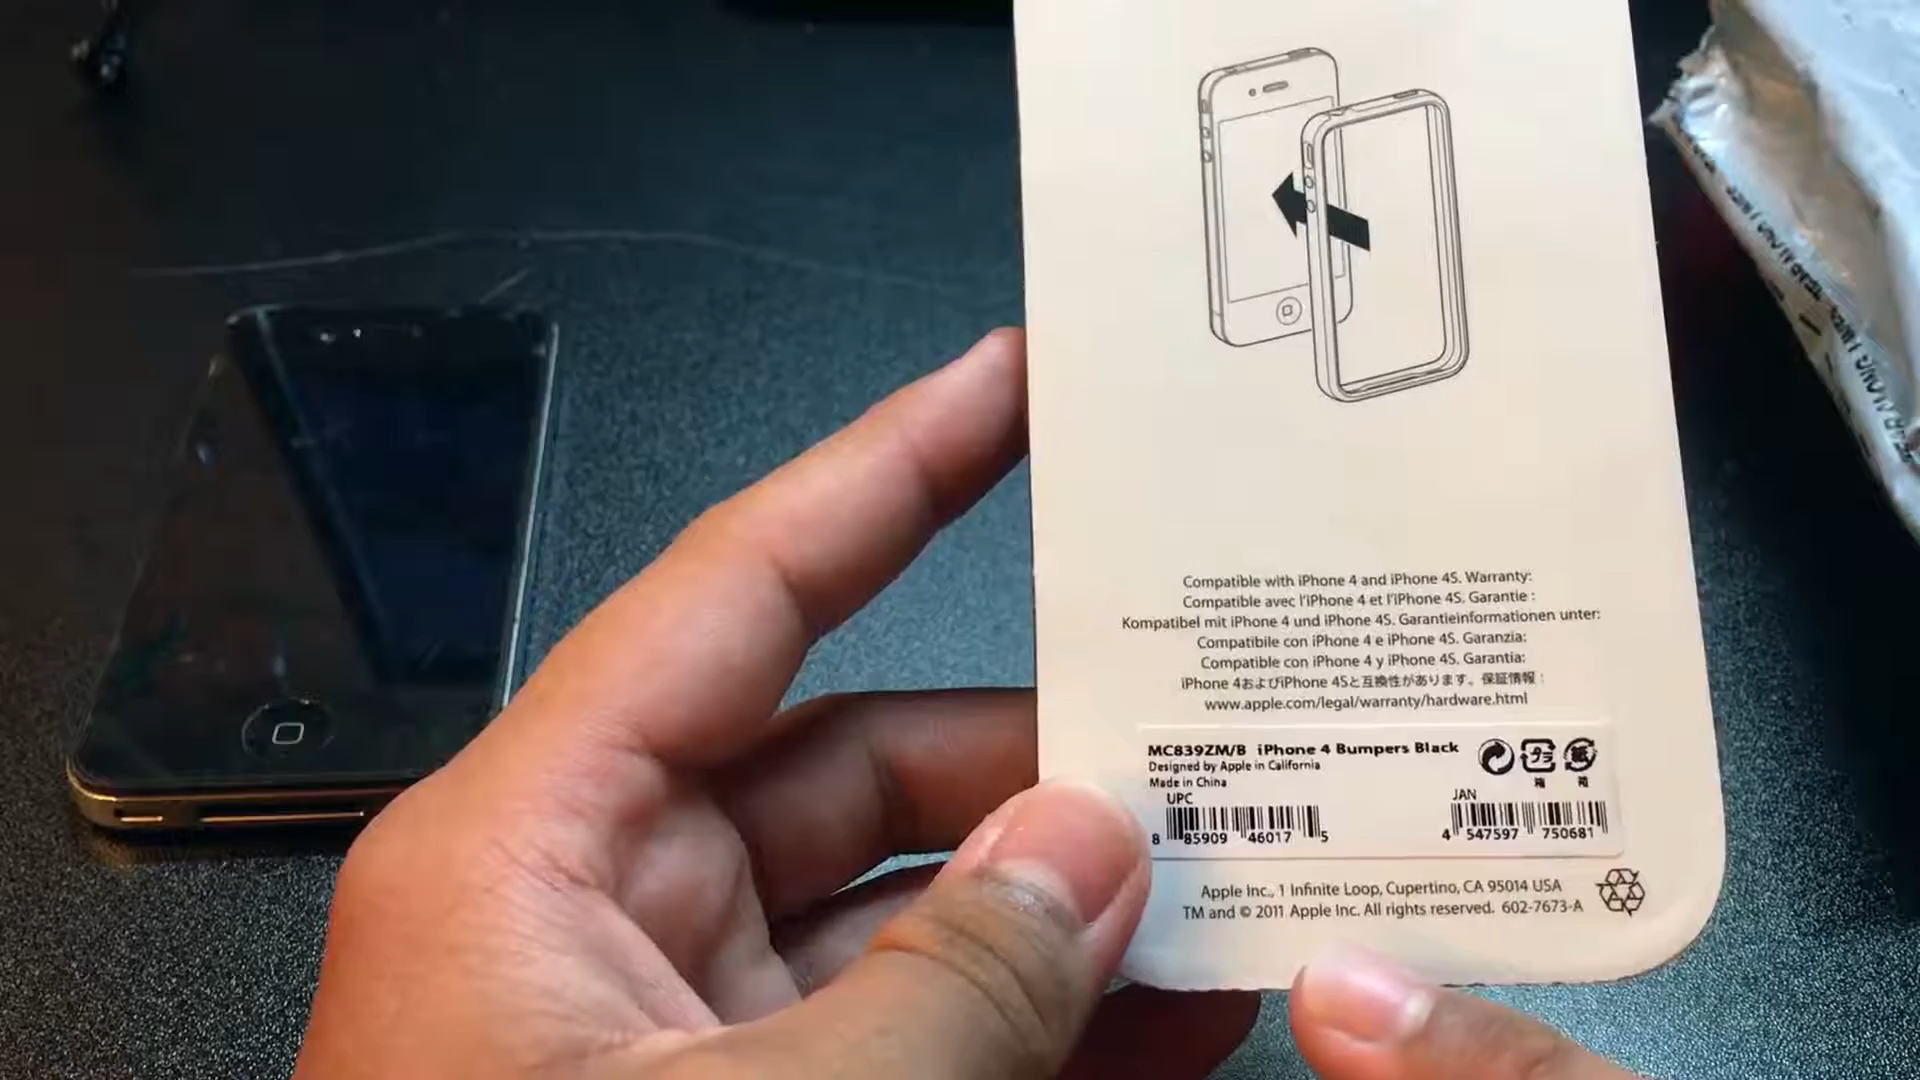 Compatible with iPhone 4 and iPhone 4S. Warranty:
Compatible avec l'iPhone 4 et l'iPhone 4S. Garantie :
Kompatibel mit iPhone 4 und iPhone 4S. Garantieinformationen unter:
Compatibile con iPhone 4 e iPhone 4S. Garanzia:
Compatible con iPhone 4 y iPhone 4S. Garantía:
iPhone 4およびiPhone 4Sと互換性があります。保証情報：
www.apple.com/legal/warranty/hardware.html
MC839ZM/B iPhone 4 Bumpers Black
Designed by Apple in California
Made in China
プラ
紙
箱
箱
UPC
JAN
8 85909 46017 5
4 547597 750681
Apple Inc., 1 Infinite Loop, Cupertino, CA 95014 USA
TM and © 2011 Apple Inc. All rights reserved. 602-7673-A